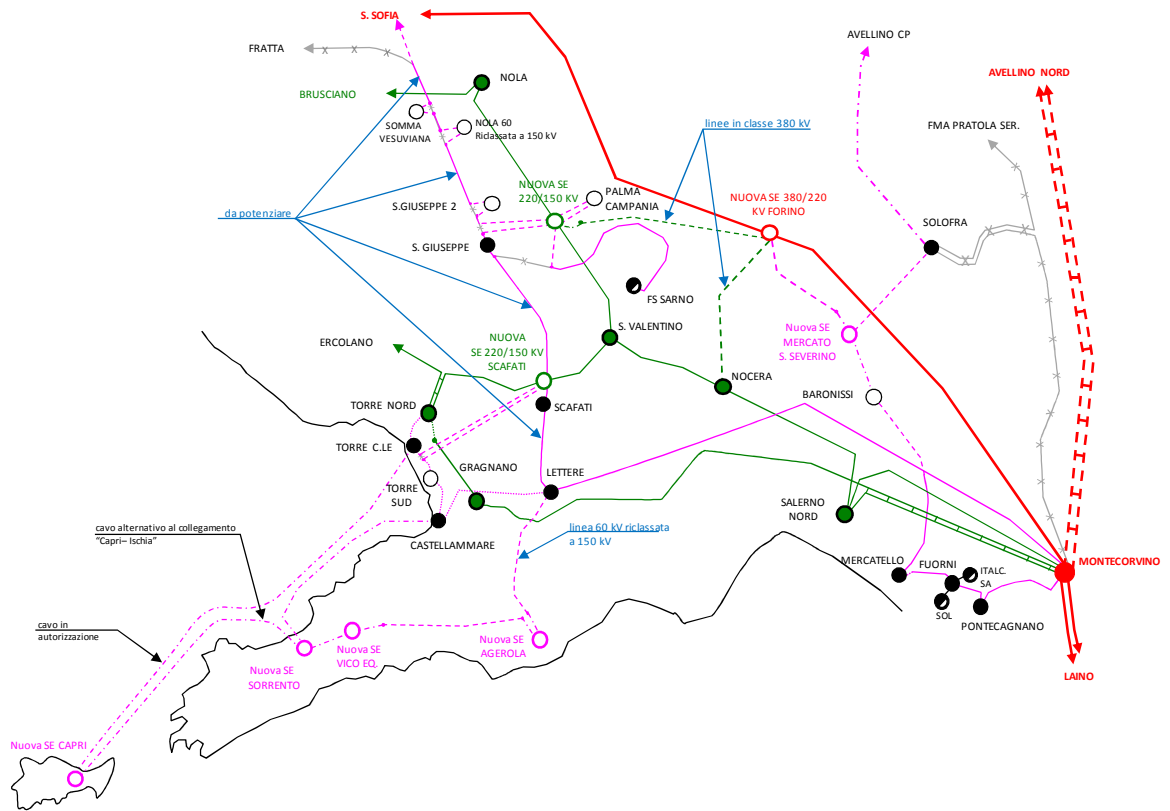 S. SOFIA
FRATTA
AVELLINO CP
AVELLINO NORD
NOLA
BRUSCIANO
SOMMA
VESUVIANA
NOLA 60
Riclassata a 150 kV
linee in classe 380 kV
FMA PRATOLA SER.
NUOVA SE
220/150 KV
PALMA
CAMPANIA
NUOVA SE 380/220
KV FORINO
S.GIUSEPPE 2
da potenziare
SOLOFRA
S. GIUSEPPE
FS SARNO
S. VALENTINO
NUOVA
SE 220/150 KV
SCAFATI
Nuova SE
MERCATO
S. SEVERINO
ERCOLANO
NOCERA
BARONISSI
TORRE NORD
SCAFATI
TORRE C.LE
GRAGNANO
LETTERE
TORRE
SUD
SALERNO
NORD
cavo alternativo al collegamento
“Capri– Ischia”
CASTELLAMMARE
linea 60 kV riclassata
a 150 kV
MERCATELLO
FUORNI
ITALC.
SA
MONTECORVINO
SOL
PONTECAGNANO
cavo in
autorizzazione
Nuova SE
SORRENTO
Nuova SE
VICO EQ.
Nuova SE
AGEROLA
LAINO
Nuova SE CAPRI